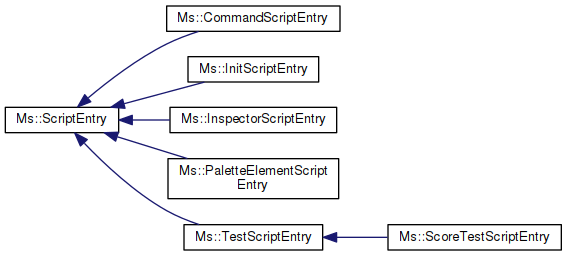 Ms::CommandScriptEntry
Ms::InitScriptEntry
Ms::ScriptEntry
Ms::InspectorScriptEntry
Ms::PaletteElementScript
Entry
Ms::TestScriptEntry
Ms::ScoreTestScriptEntry